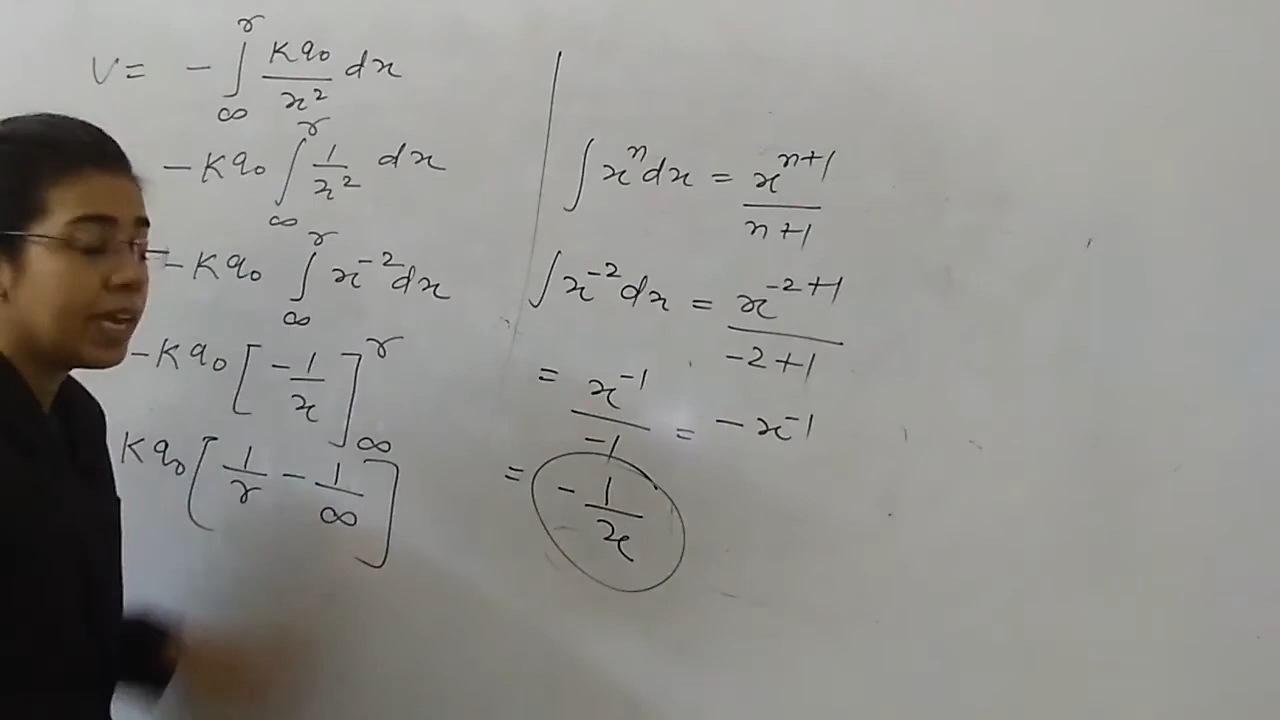 V = - ∫_∞^r Kq₀/x² dx
-Kq₀ ∫_∞^r 1/x² dx
-Kq₀ ∫_∞^r x⁻² dx
-Kq₀ [-1/x]_∞^r
Kq₀ [1/r - 1/∞]
∫ xⁿ dx = xⁿ⁺¹/n+1
∫ x⁻² dx = x⁻²⁺¹/-2+1
= x⁻¹/-1 = -x⁻¹
= -1/x